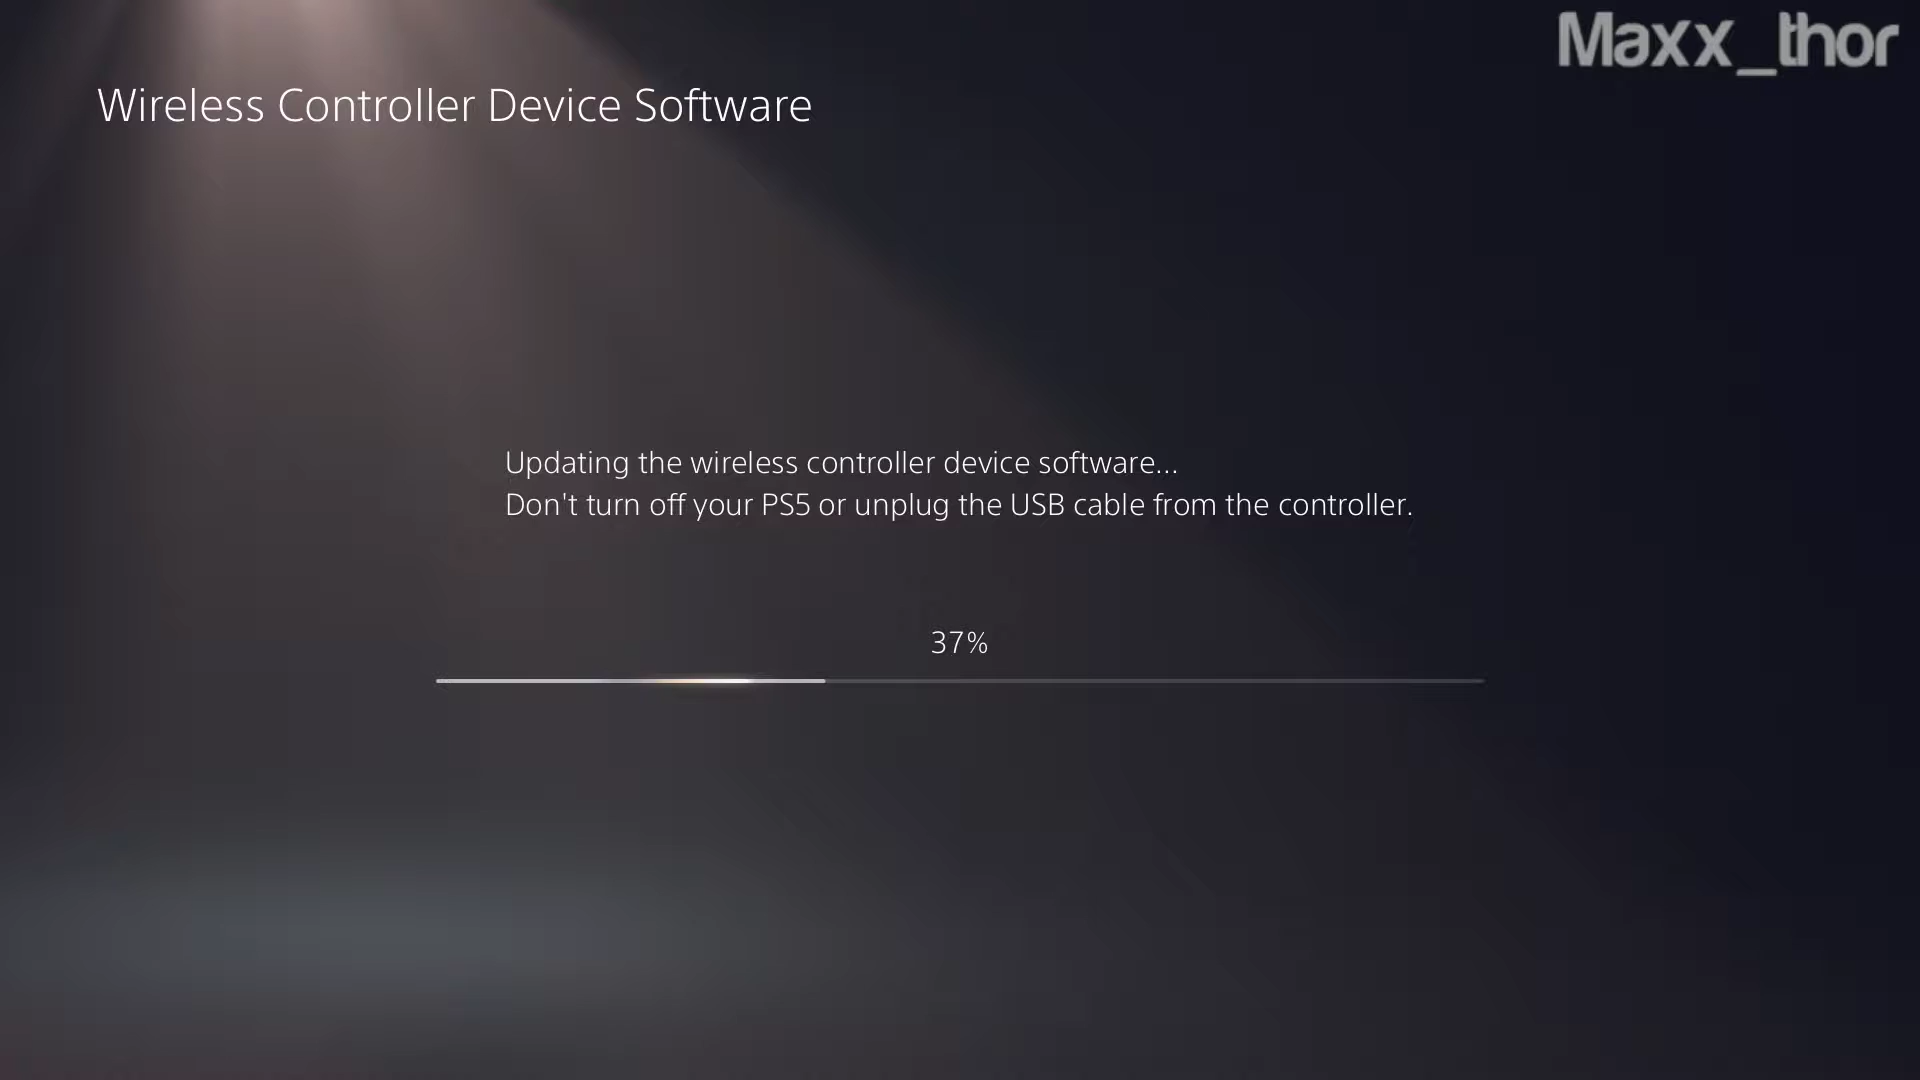 Maxx_thor
Wireless Controller Device Software
Updating the wireless controller device software...
Don't turn off your PS5 or unplug the USB cable from the controller.
37%